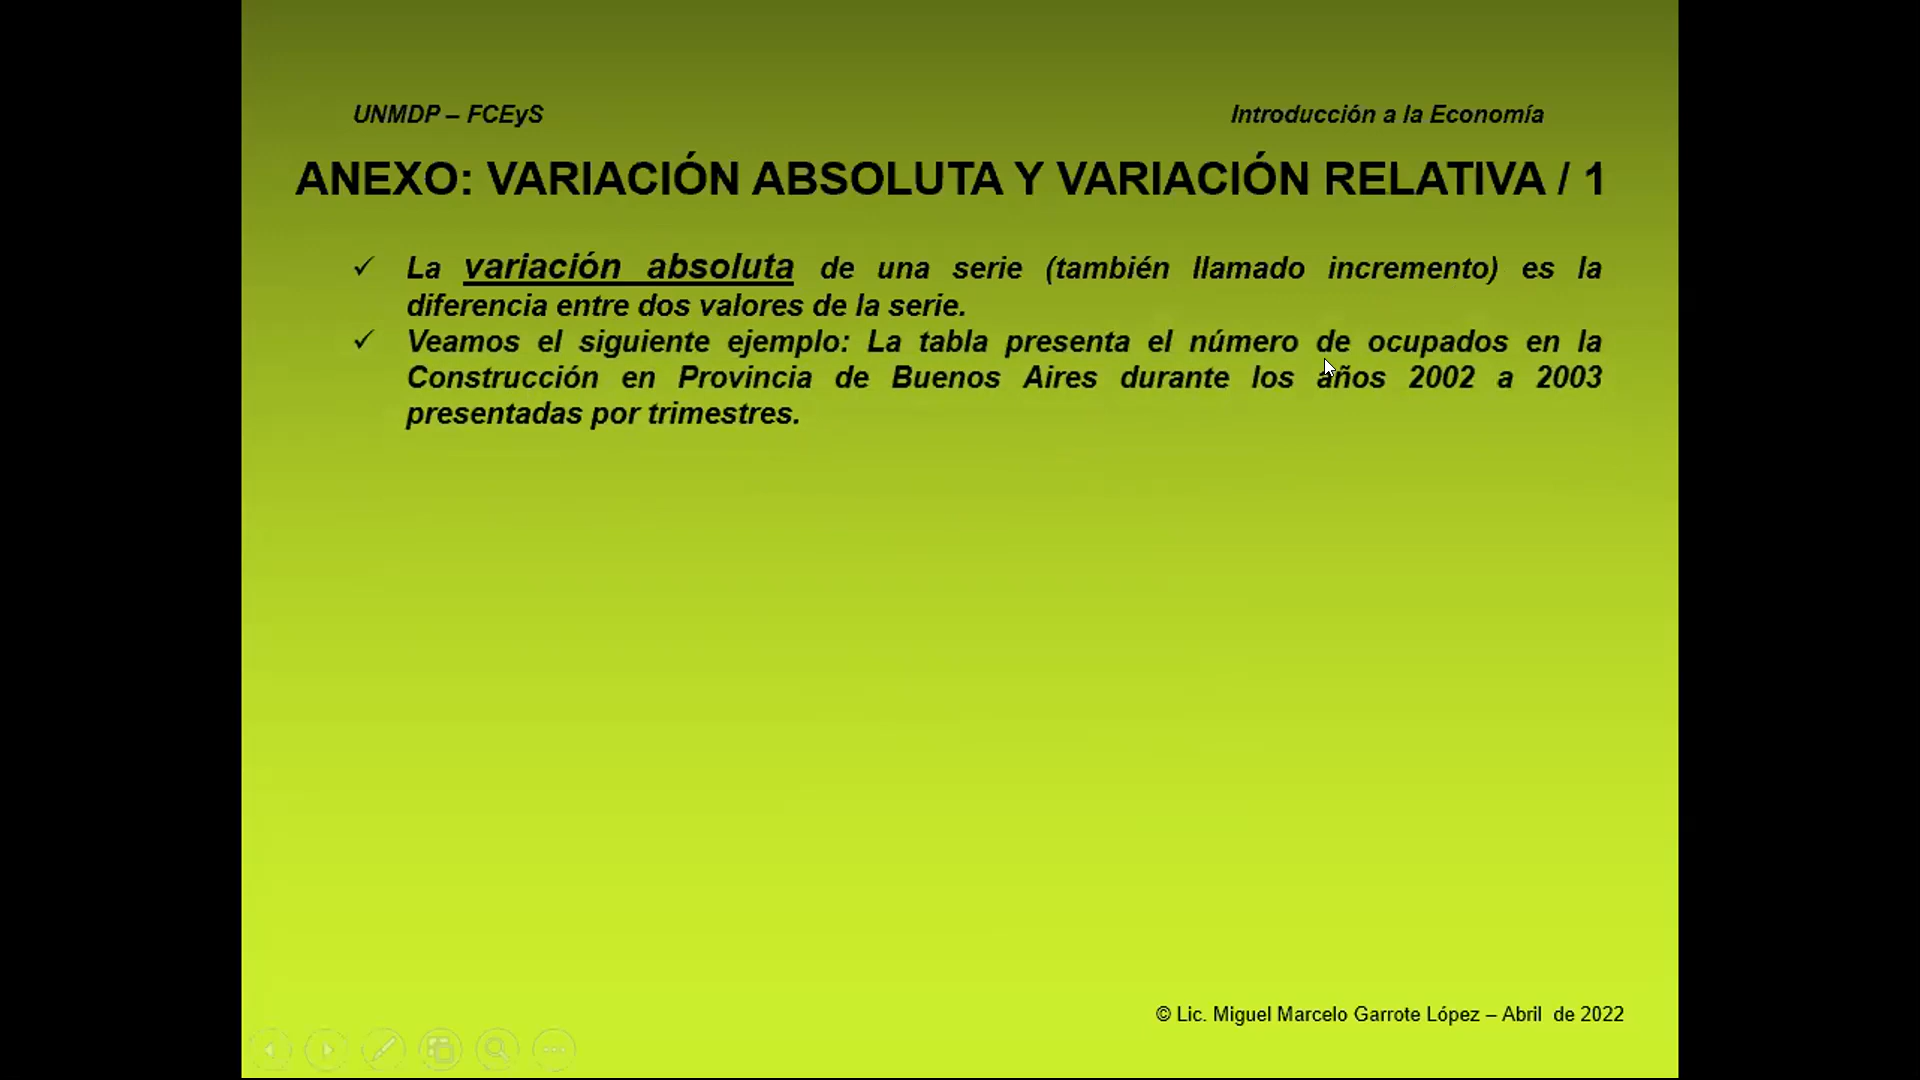 UNMDP – FCEyS
Introducción a la Economía
ANEXO: VARIACIÓN ABSOLUTA Y VARIACIÓN RELATIVA / 1
✓ La variación absoluta de una serie (también llamado incremento) es la
diferencia entre dos valores de la serie.
✓ Veamos el siguiente ejemplo: La tabla presenta el número de ocupados en la
Construcción en Provincia de Buenos Aires durante los años 2002 a 2003
presentadas por trimestres.
© Lic. Miguel Marcelo Garrote López – Abril de 2022